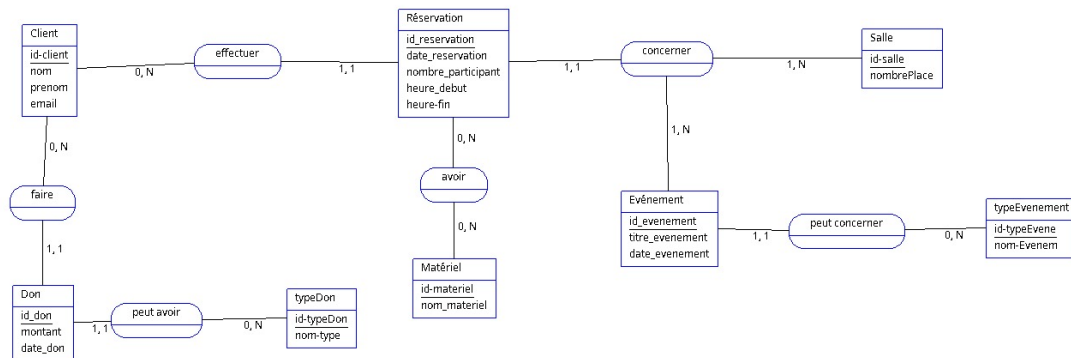 Client
id-client
nom
prenom
email
effectuer
0, N
1, 1
Réservation
id_reservation
date_reservation
nombre_participant
heure_debut
heure-fin
concerner
1, 1
1, N
Salle
id-salle
nombrePlace
0, N
faire
1, 1
0, N
avoir
0, N
1, N
Evénement
id_evenement
titre_evenement
date_evenement
1, 1
peut concerner
0, N
typeEvenement
id-typeEvene
nom-Evenem
Matériel
id-materiel
nom_materiel
Don
id_don
montant
date_don
1, 1
peut avoir
0, N
typeDon
id-typeDon
nom-type